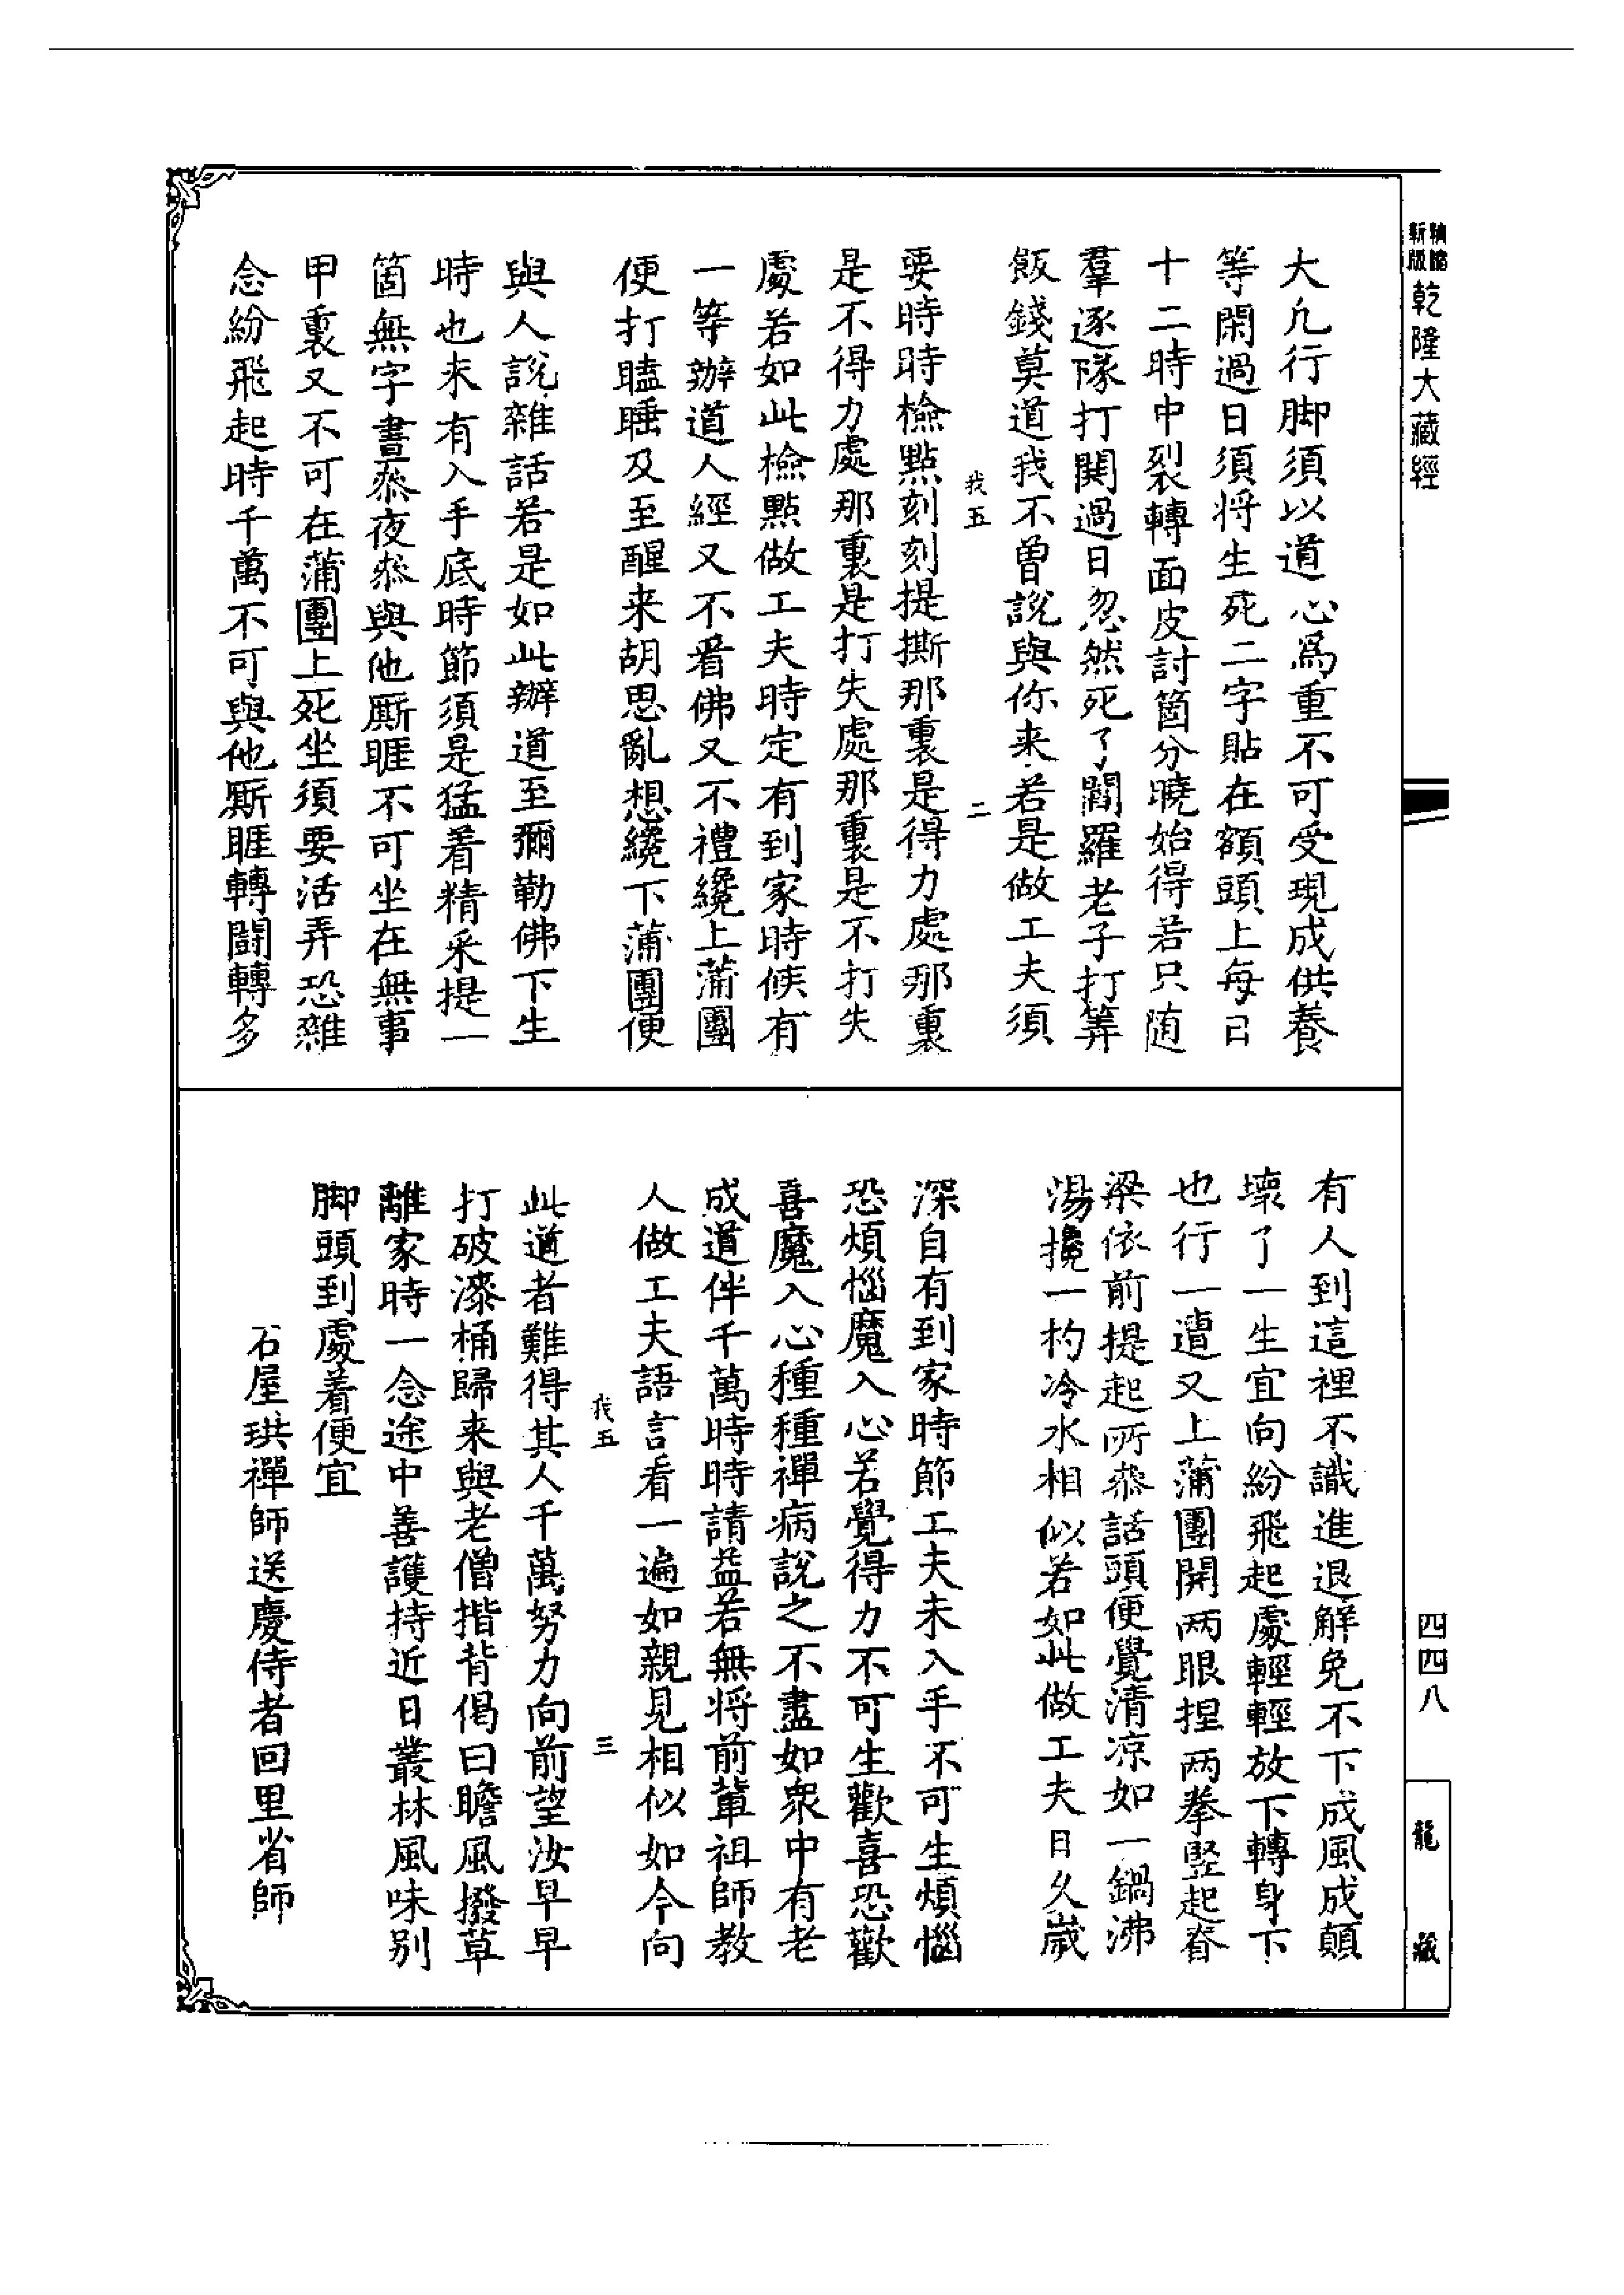 新版精縮乾隆大藏經
大凡行脚須以道心爲重不可受現成供養
等閑過日須将生死二字貼在額頭上每日
十二時中裂轉面皮討箇分曉始得若只随
羣逐隊打閧過日忽然死了閻羅老子打筭
飯錢莫道我不曾說與你来若是做工夫須
我五 二
要時時檢點刻刻提撕那裏是得力處那裏
是不得力處那裏是打失處那裏是不打失
處若如此檢點做工夫時定有到家時候有
一等辦道人經又不看佛又不禮纔上蒲團
便打瞌睡及至醒来胡思亂想纔下蒲團便
與人說雜話若是如此辦道至彌勒佛下生
時也未有入手底時節須是猛着精采提一
箇無字晝叅夜叅與他厮睚不可坐在無事
甲裏又不可在蒲團上死坐須要活弄恐雜
念紛飛起時千萬不可與他厮睚轉鬪轉多
有人到這裡不識進退解免不下成風成顛
壞了一生宜向紛飛起處輕輕放下轉身下
也行一遭又上蒲團開两眼捏两拳竪起脊
梁依前提起所叅話頭便覺清凉如一鍋沸
湯攙一杓冷水相似若如此做工夫日久歲
深自有到家時節工夫未入手不可生煩惱
恐煩惱魔入心若覺得力不可生歡喜恐歡
喜魔入心種種禪病說之不盡如衆中有老
成道伴千萬時時請益若無将前輩祖師教
人做工夫語言看一遍如親見相似如今向
我五 三
此道者難得其人千萬努力向前望汝早早
打破漆桶歸来與老僧揩背偈曰瞻風撥草
離家時一念途中善護持近日叢林風味别
脚頭到處着便宜
石屋珙禪師送慶侍者回里省師
四四八
龍藏